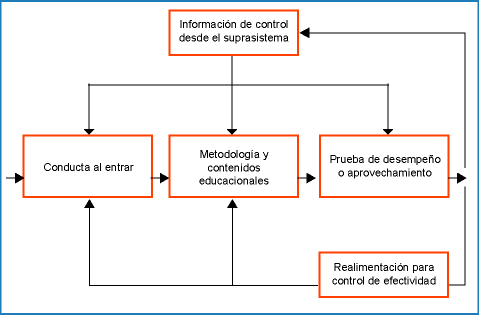 Información de control
desde el suprasistema
Conducta al entrar
Metodología y
contenidos
educacionales
Prueba de desempeño
o aprovechamiento
Realimentación para
control de efectividad